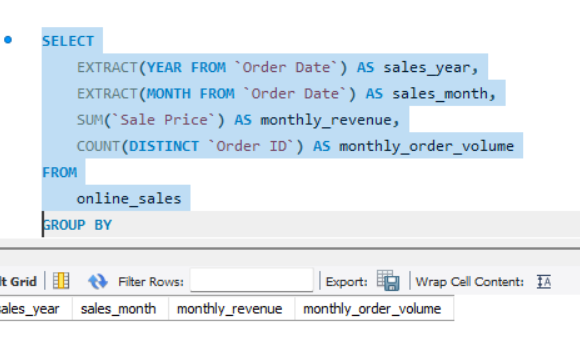 SELECT
EXTRACT(YEAR FROM `Order Date`) AS sales_year,
EXTRACT(MONTH FROM `Order Date`) AS sales_month,
SUM(`Sale Price`) AS monthly_revenue,
COUNT(DISTINCT `Order ID`) AS monthly_order_volume
FROM
online_sales
GROUP BY
lt Grid Filter Rows: Export: Wrap Cell Content:
sales_year sales_month monthly_revenue monthly_order_volume